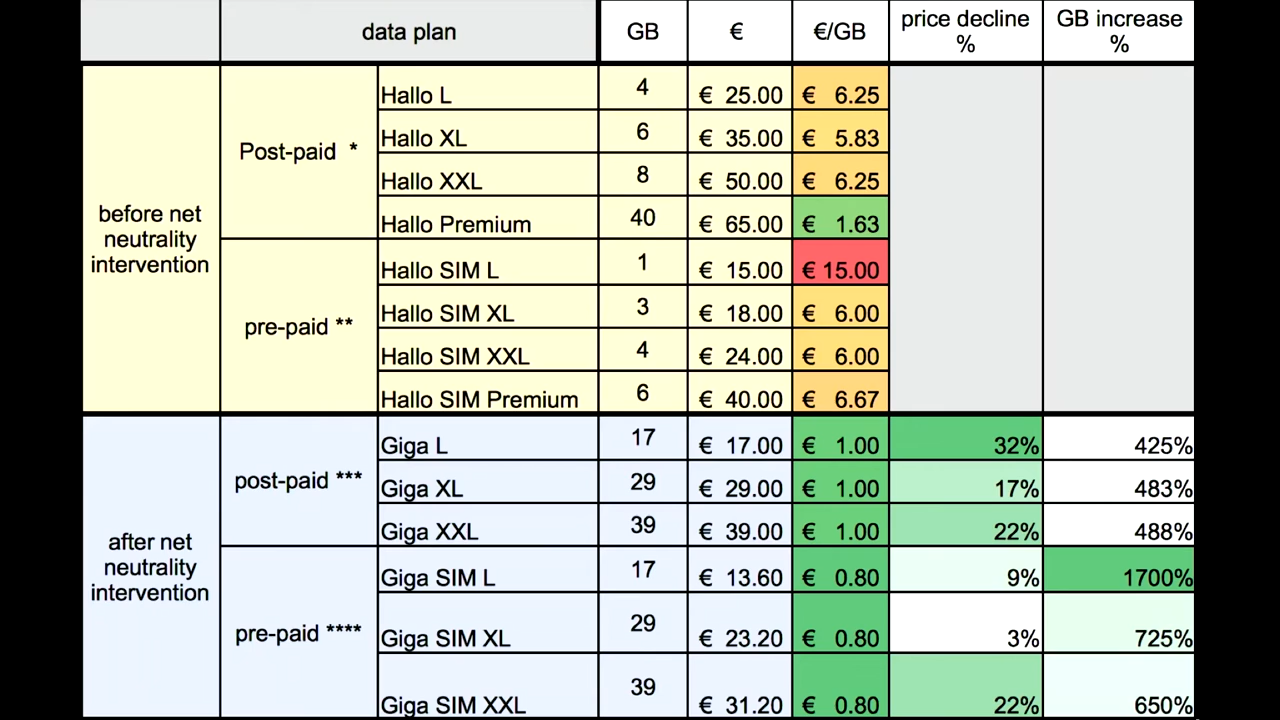 data plan GB € €/GB price decline % GB increase %
before net neutrality intervention
Post-paid *
Hallo L 4 € 25.00 € 6.25
Hallo XL 6 € 35.00 € 5.83
Hallo XXL 8 € 50.00 € 6.25
Hallo Premium 40 € 65.00 € 1.63
pre-paid **
Hallo SIM L 1 € 15.00 € 15.00
Hallo SIM XL 3 € 18.00 € 6.00
Hallo SIM XXL 4 € 24.00 € 6.00
Hallo SIM Premium 6 € 40.00 € 6.67
after net neutrality intervention
post-paid ***
Giga L 17 € 17.00 € 1.00 32% 425%
Giga XL 29 € 29.00 € 1.00 17% 483%
Giga XXL 39 € 39.00 € 1.00 22% 488%
pre-paid ****
Giga SIM L 17 € 13.60 € 0.80 9% 1700%
Giga SIM XL 29 € 23.20 € 0.80 3% 725%
Giga SIM XXL 39 € 31.20 € 0.80 22% 650%